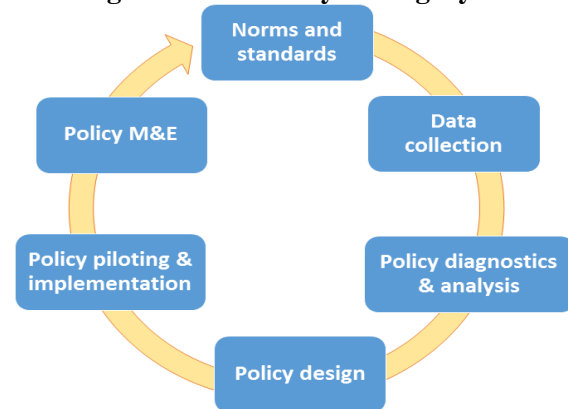 Norms and
standards
Data
collection
Policy diagnostics
& analysis
Policy design
Policy piloting &
implementation
Policy M&E